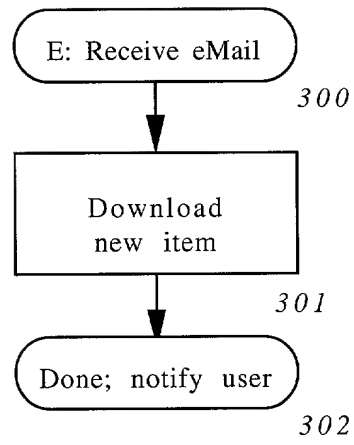 E: Receive eMail
300
Download
new item
301
Done; notify user
302